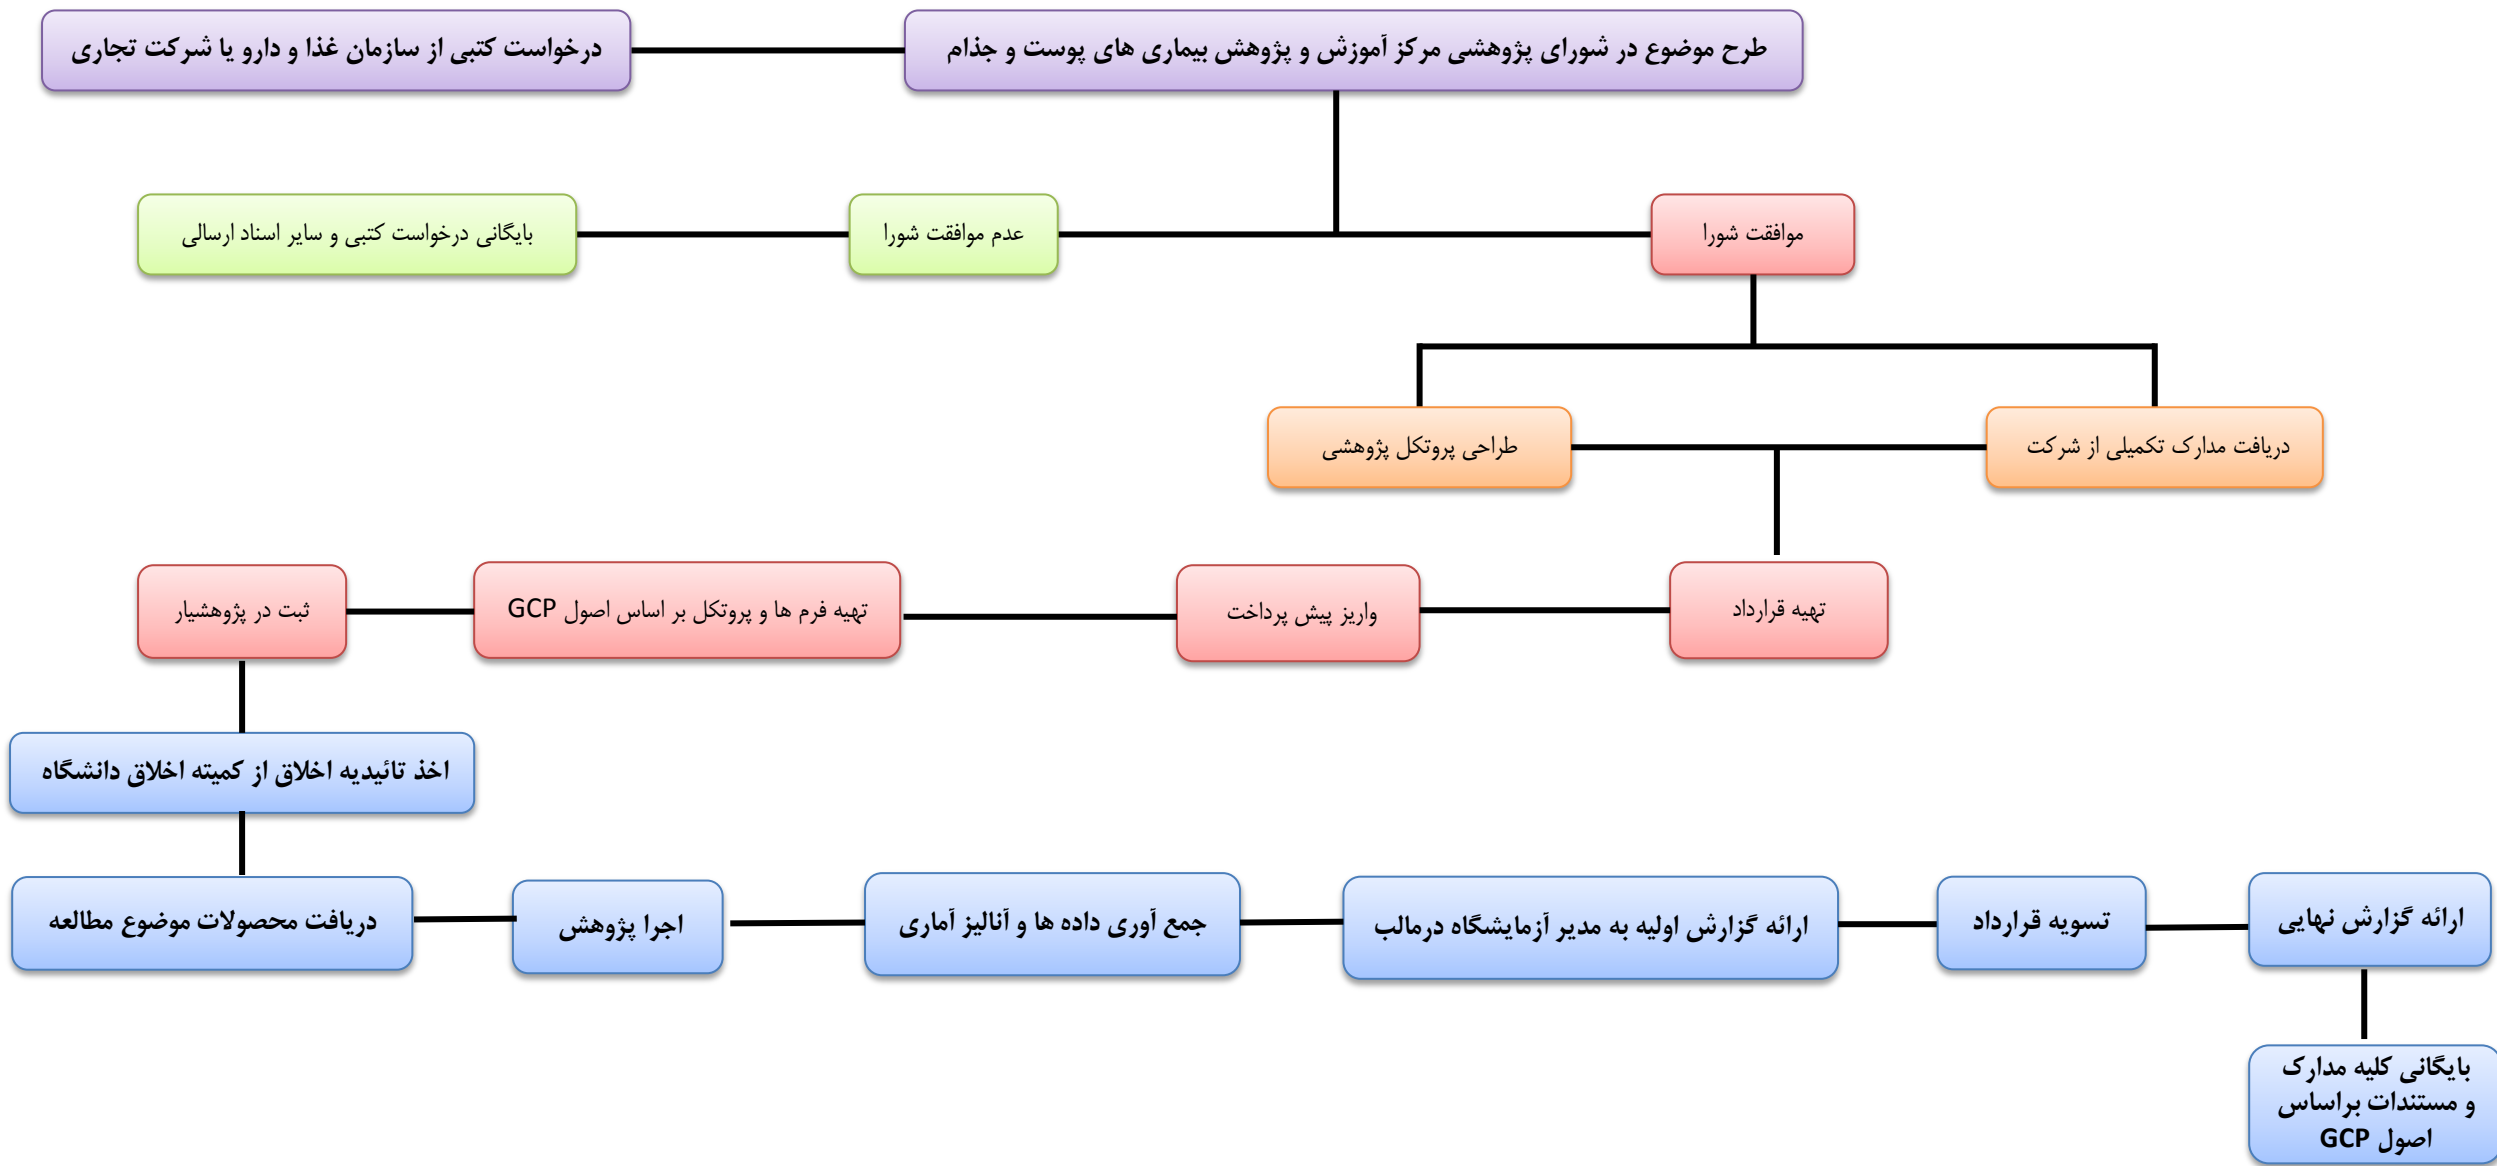 درخواست کتبی از سازمان غذا و دارو یا شرکت تجاری
طرح موضوع در شورای پژوهشی مرکز آموزش و پژوهش بیماری های پوست و جذام
موافقت شورا
عدم موافقت شورا
بایگانی درخواست کتبی و سایر اسناد ارسالی
دریافت مدارک تکمیلی از شرکت
طراحی پروتکل پژوهشی
تهیه قرارداد
واریز پیش پرداخت
تهیه فرم ها و پروتکل بر اساس اصول GCP
ثبت در پژوهشیار
اخذ تائیدیه اخلاق از کمیته اخلاق دانشگاه
دریافت محصولات موضوع مطالعه
اجرا پژوهش
جمع آوری داده ها و آنالیز آماری
ارائه گزارش اولیه به مدیر آزمایشگاه درمالب
تسویه قرارداد
ارائه گزارش نهایی
بایگانی کلیه مدارک
و مستندات براساس
اصول GCP